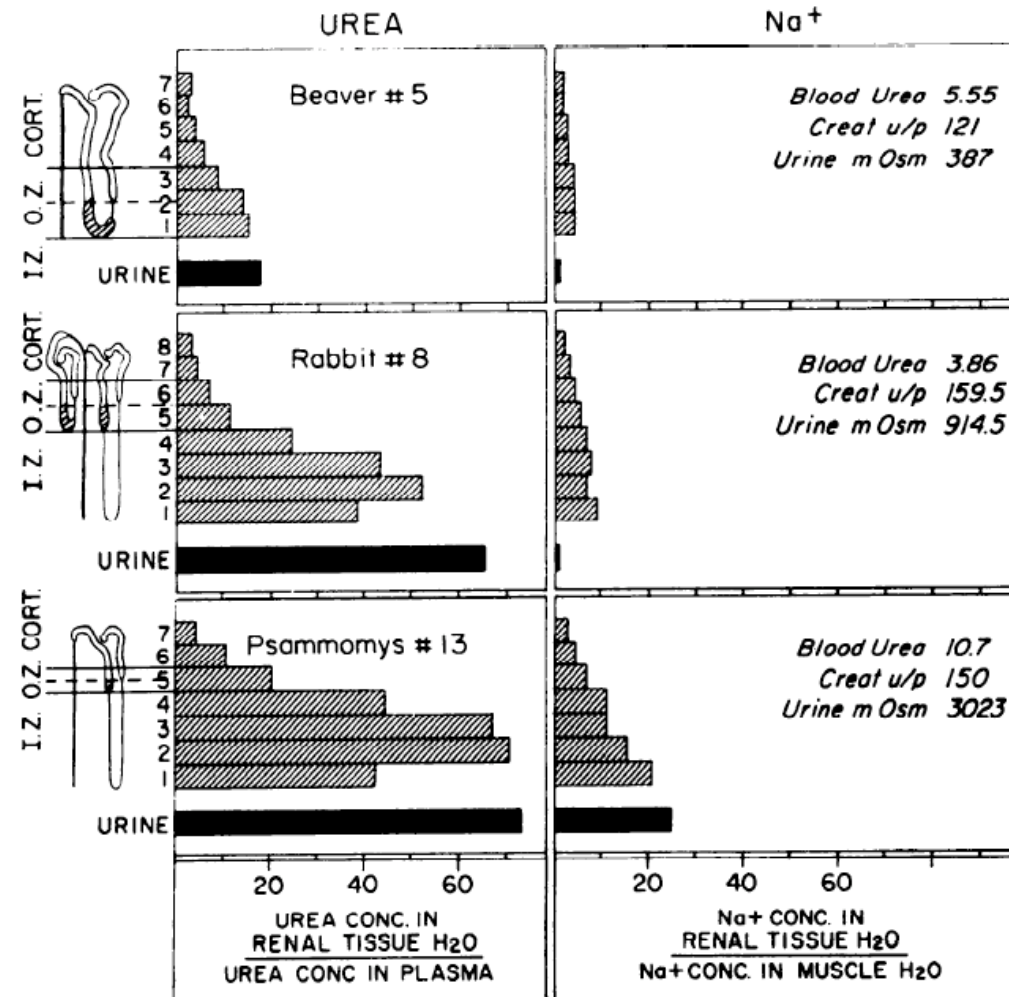 UREA Na+
CORT. O.Z. I.Z.
7
6
5
4
3
2
1
URINE
Beaver # 5
Blood Urea 5.55
Creat u/p 121
Urine m Osm 387
CORT. O.Z. I.Z.
8
7
6
5
4
3
2
1
URINE
Rabbit # 8
Blood Urea 3.86
Creat u/p 159.5
Urine m Osm 914.5
CORT. O.Z. I.Z.
7
6
5
4
3
2
1
URINE
Psammomys # 13
Blood Urea 10.7
Creat u/p 150
Urine m Osm 3023
20 40 60
20 40 60
UREA CONC. IN
RENAL TISSUE H2O
UREA CONC IN PLASMA
Na+ CONC. IN
RENAL TISSUE H2O
Na+ CONC. IN MUSCLE H2O